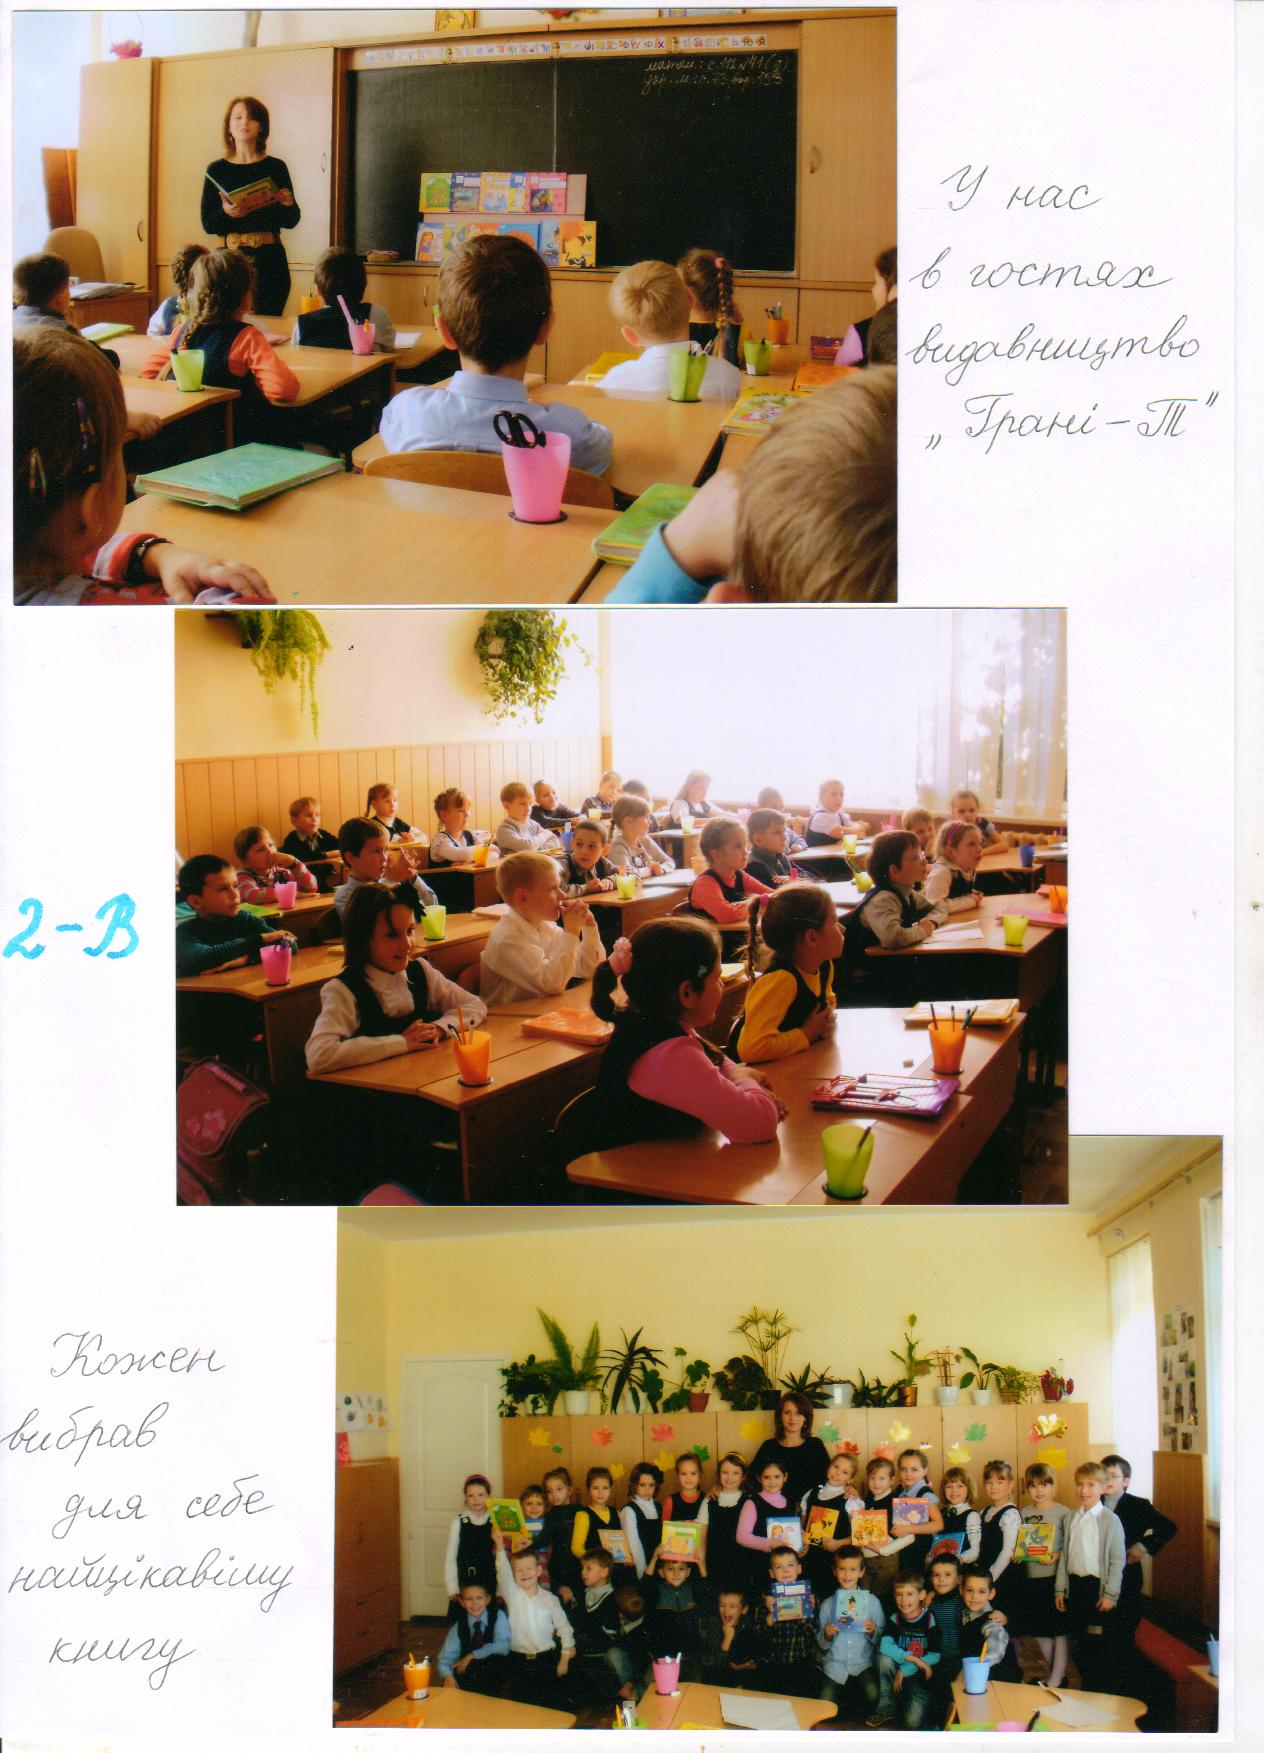 У нас
в гостях
видавництво
„Грані-Т"
2-В
Кожен
вибрав
для себе
найцікавішу
книгу